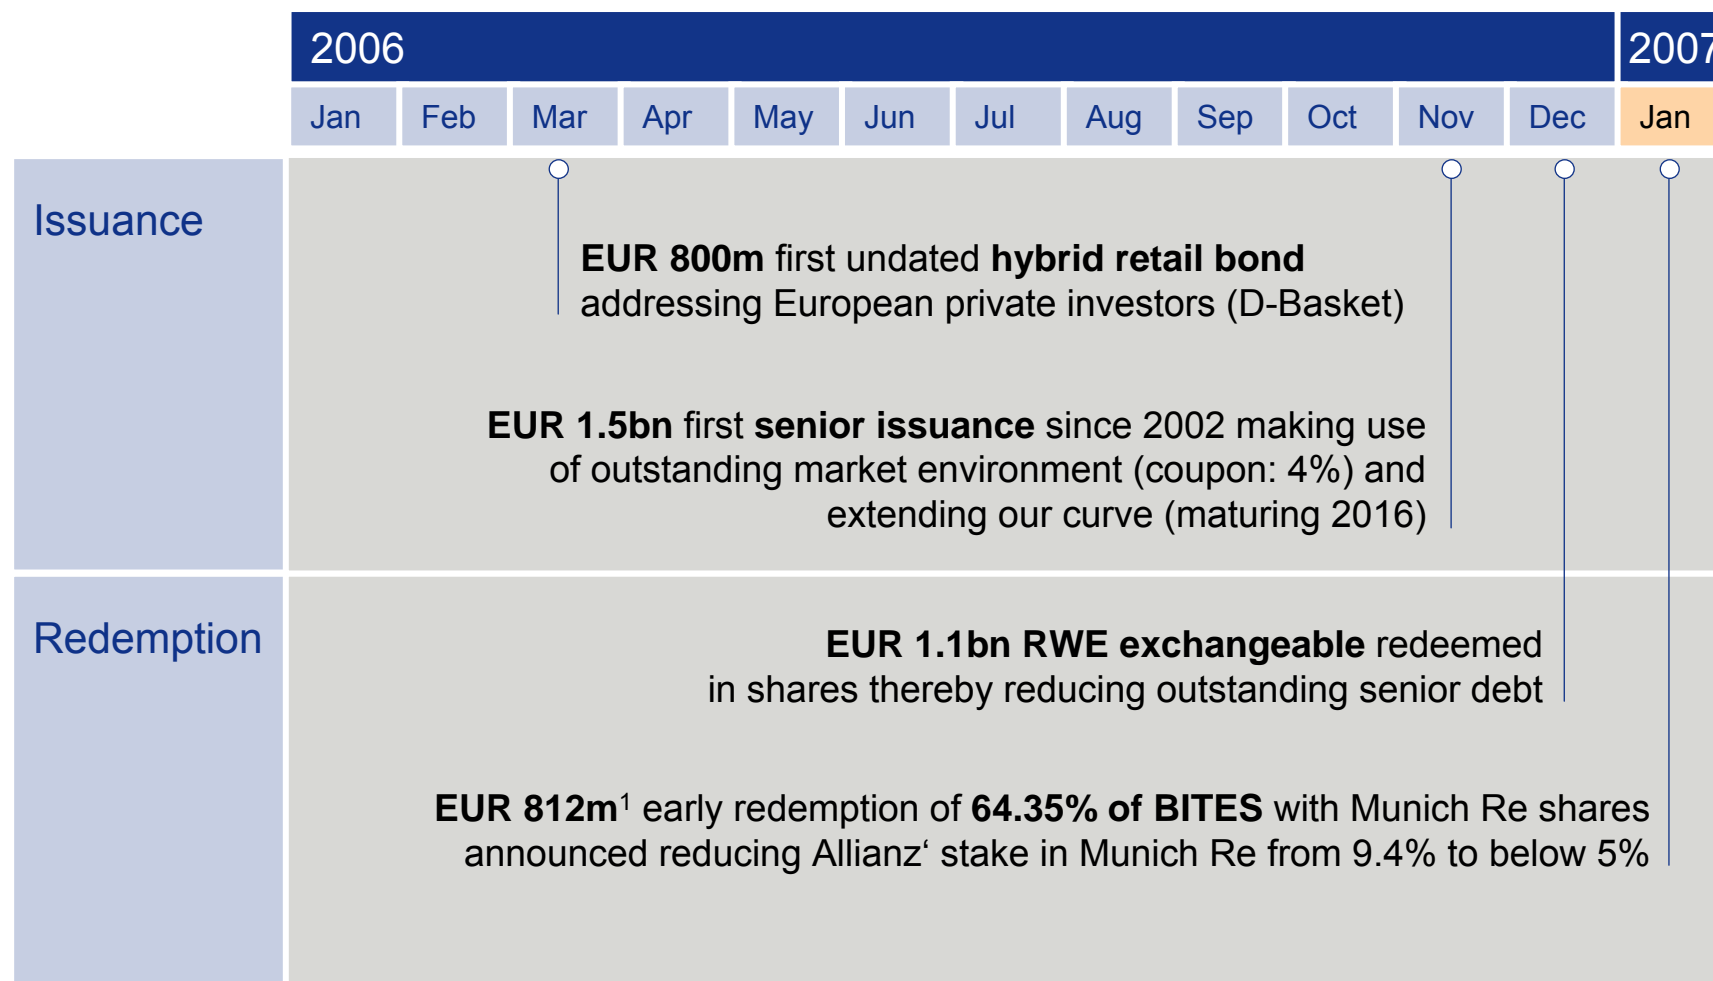 2006 2007
Jan Feb Mar Apr May Jun Jul Aug Sep Oct Nov Dec Jan
Issuance
EUR 800m first undated hybrid retail bond
addressing European private investors (D-Basket)
EUR 1.5bn first senior issuance since 2002 making use
of outstanding market environment (coupon: 4%) and
extending our curve (maturing 2016)
Redemption
EUR 1.1bn RWE exchangeable redeemed
in shares thereby reducing outstanding senior debt
EUR 812m¹ early redemption of 64.35% of BITES with Munich Re shares
announced reducing Allianz‘ stake in Munich Re from 9.4% to below 5%